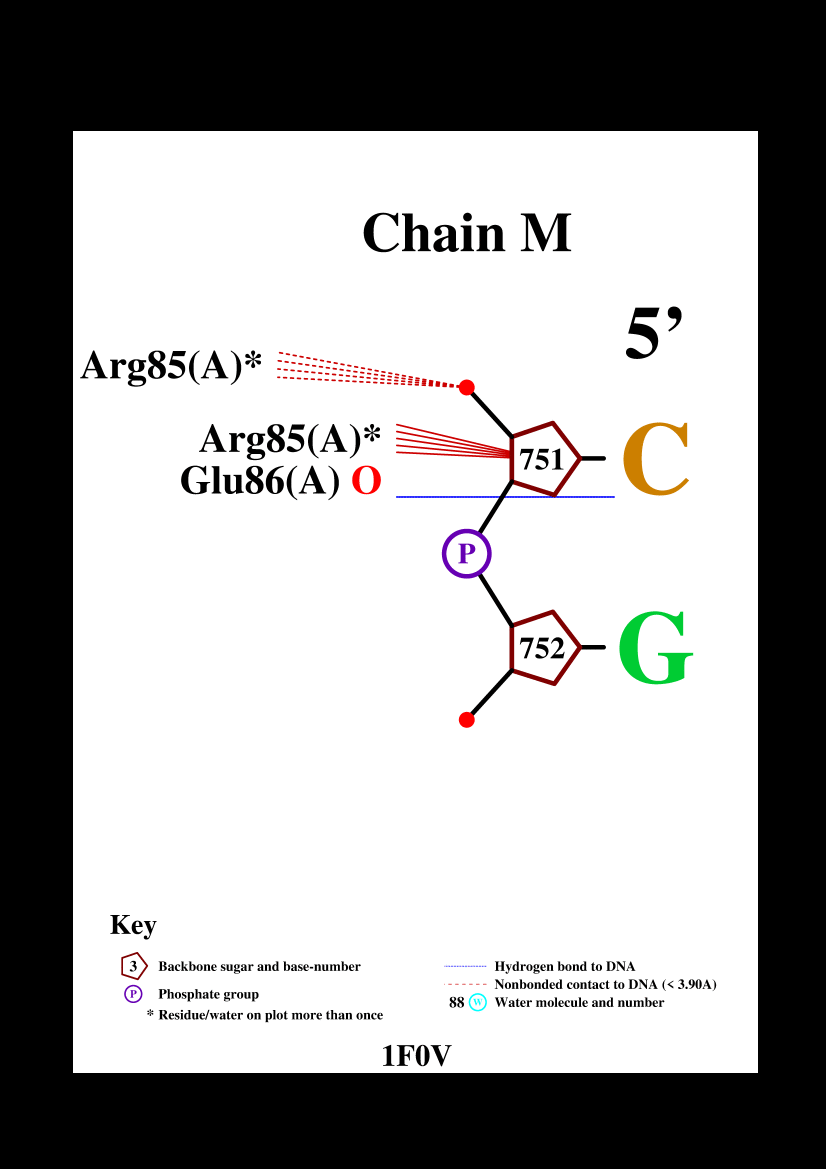 Chain M
5’
Arg85(A)*
Arg85(A)*
Glu86(A) O
751
C
P
752
G
Key
3 Backbone sugar and base-number
P Phosphate group
* Residue/water on plot more than once
Hydrogen bond to DNA
Nonbonded contact to DNA (< 3.90A)
88 W Water molecule and number
1F0V